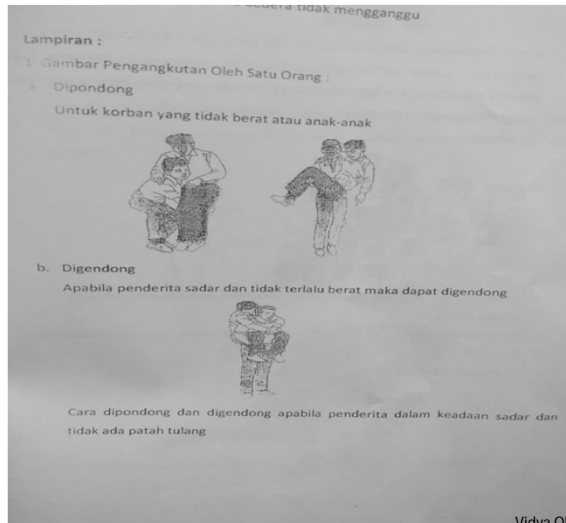 tidak mengganggu
Lampiran :
1. Gambar Pengangkutan Oleh Satu Orang :
a Dipondong
Untuk korban yang tidak berat atau anak-anak
b. Digendong
Apabila penderita sadar dan tidak terlalu berat maka dapat digendong
Cara dipondong dan digendong apabila penderita dalam keadaan sadar dan
tidak ada patah tulang
Vidya